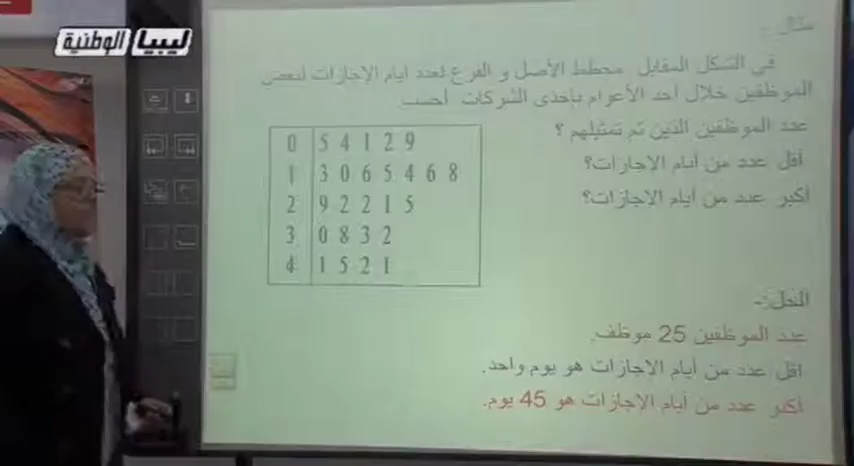 ليبيا الوطنية
مثال :-
في الشكل المقابل مخطط الأصل و الفرع لعدد أيام الإجازات لبعض
الموظفين خلال أحد الأعوام بإحدى الشركات أحسب
عدد الموظفين الذين تم تمثيلهم ؟
أقل عدد من أيام الاجازات؟
أكبر عدد من أيام الاجازات؟
0 5 4 1 2 9
1 3 0 6 5 4 6 8
2 9 2 2 1 5
3 0 8 3 2
4 1 5 2 1
الحل :-
عدد الموظفين 25 موظف.
اقل عدد من أيام الاجازات هو يوم واحد.
أكبر عدد من أيام الإجازات هو 45 يوم.